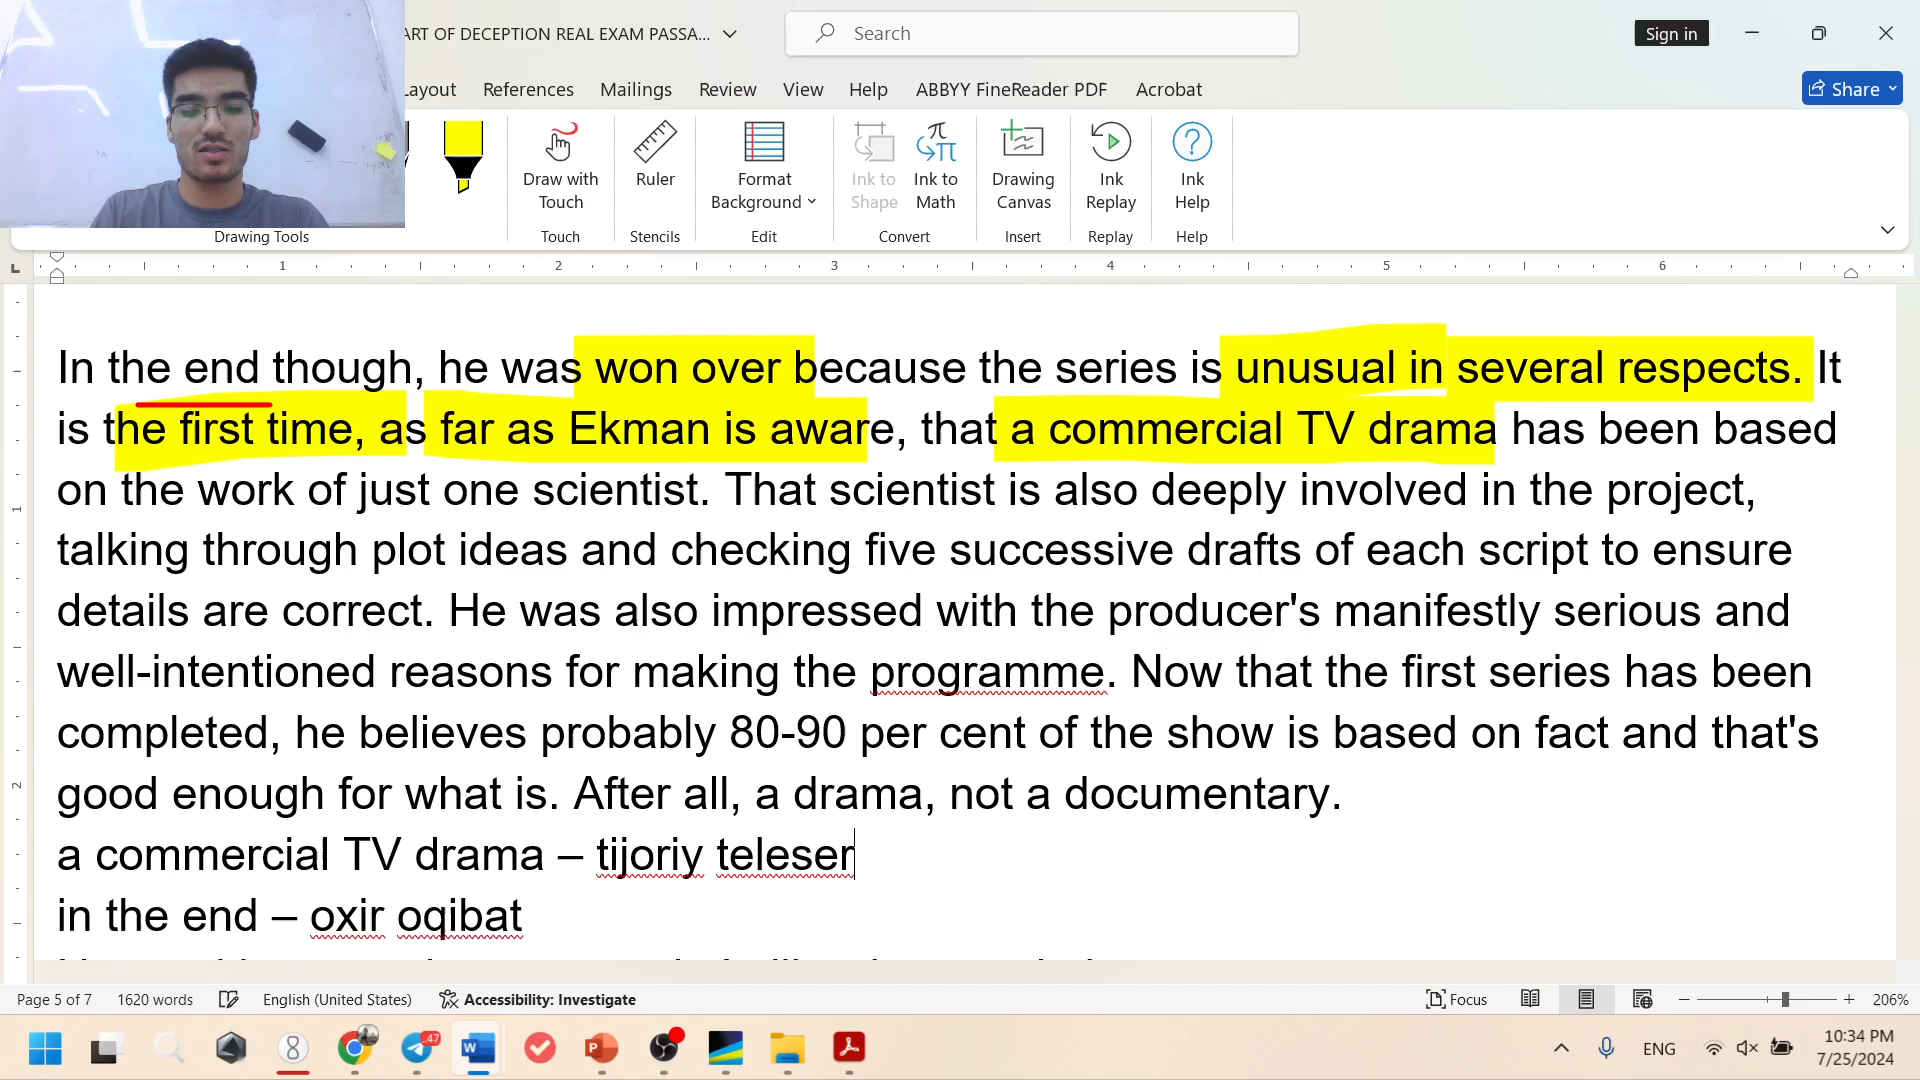 ART OF DECEPTION REAL EXAM PASSA...
Search
Sign in
Layout References Mailings Review View Help ABBYY FineReader PDF Acrobat
Share
Draw with Touch
Ruler
Format Background
Ink to Shape
Ink to Math
Drawing Canvas
Ink Replay
Ink Help
Drawing Tools Touch Stencils Edit Convert Insert Replay Help
1 2 3 4 5 6
In the end though, he was won over because the series is unusual in several respects. It
is the first time, as far as Ekman is aware, that a commercial TV drama has been based
on the work of just one scientist. That scientist is also deeply involved in the project,
talking through plot ideas and checking five successive drafts of each script to ensure
details are correct. He was also impressed with the producer's manifestly serious and
well-intentioned reasons for making the programme. Now that the first series has been
completed, he believes probably 80-90 per cent of the show is based on fact and that's
good enough for what is. After all, a drama, not a documentary.
a commercial TV drama – tijoriy teleser
in the end – oxir oqibat
Page 5 of 7 1620 words English (United States) Accessibility: Investigate Focus 206%
47
ENG
10:34 PM
7/25/2024